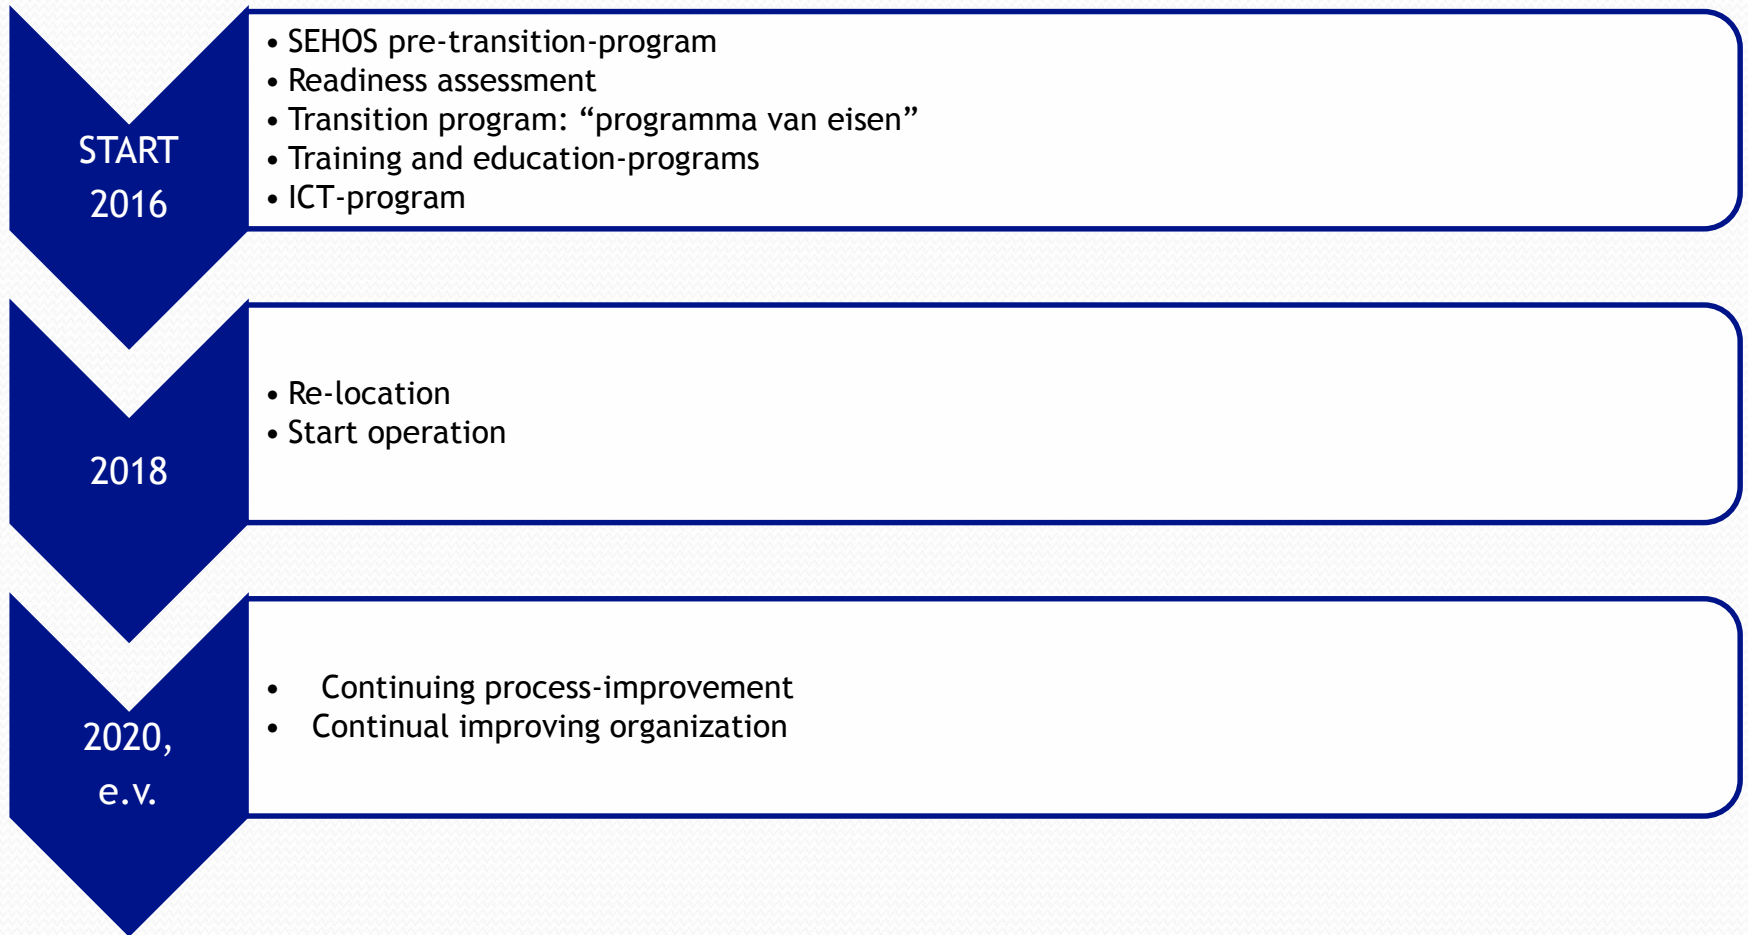 START
2016
• SEHOS pre-transition-program
• Readiness assessment
• Transition program: “programma van eisen”
• Training and education-programs
• ICT-program
2018
• Re-location
• Start operation
2020,
e.v.
• Continuing process-improvement
• Continual improving organization